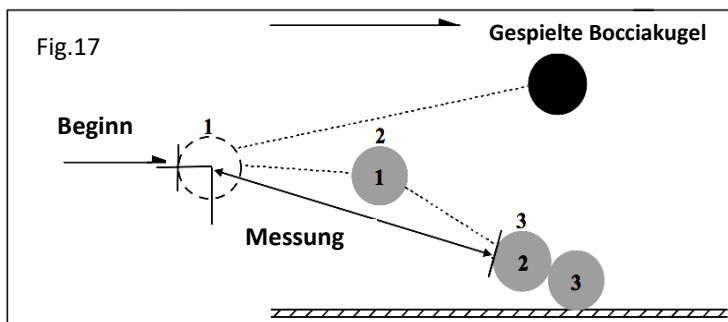 Gespielte Bocciakugel
Fig.17
Beginn
1
2
1
3
Messung
2
3